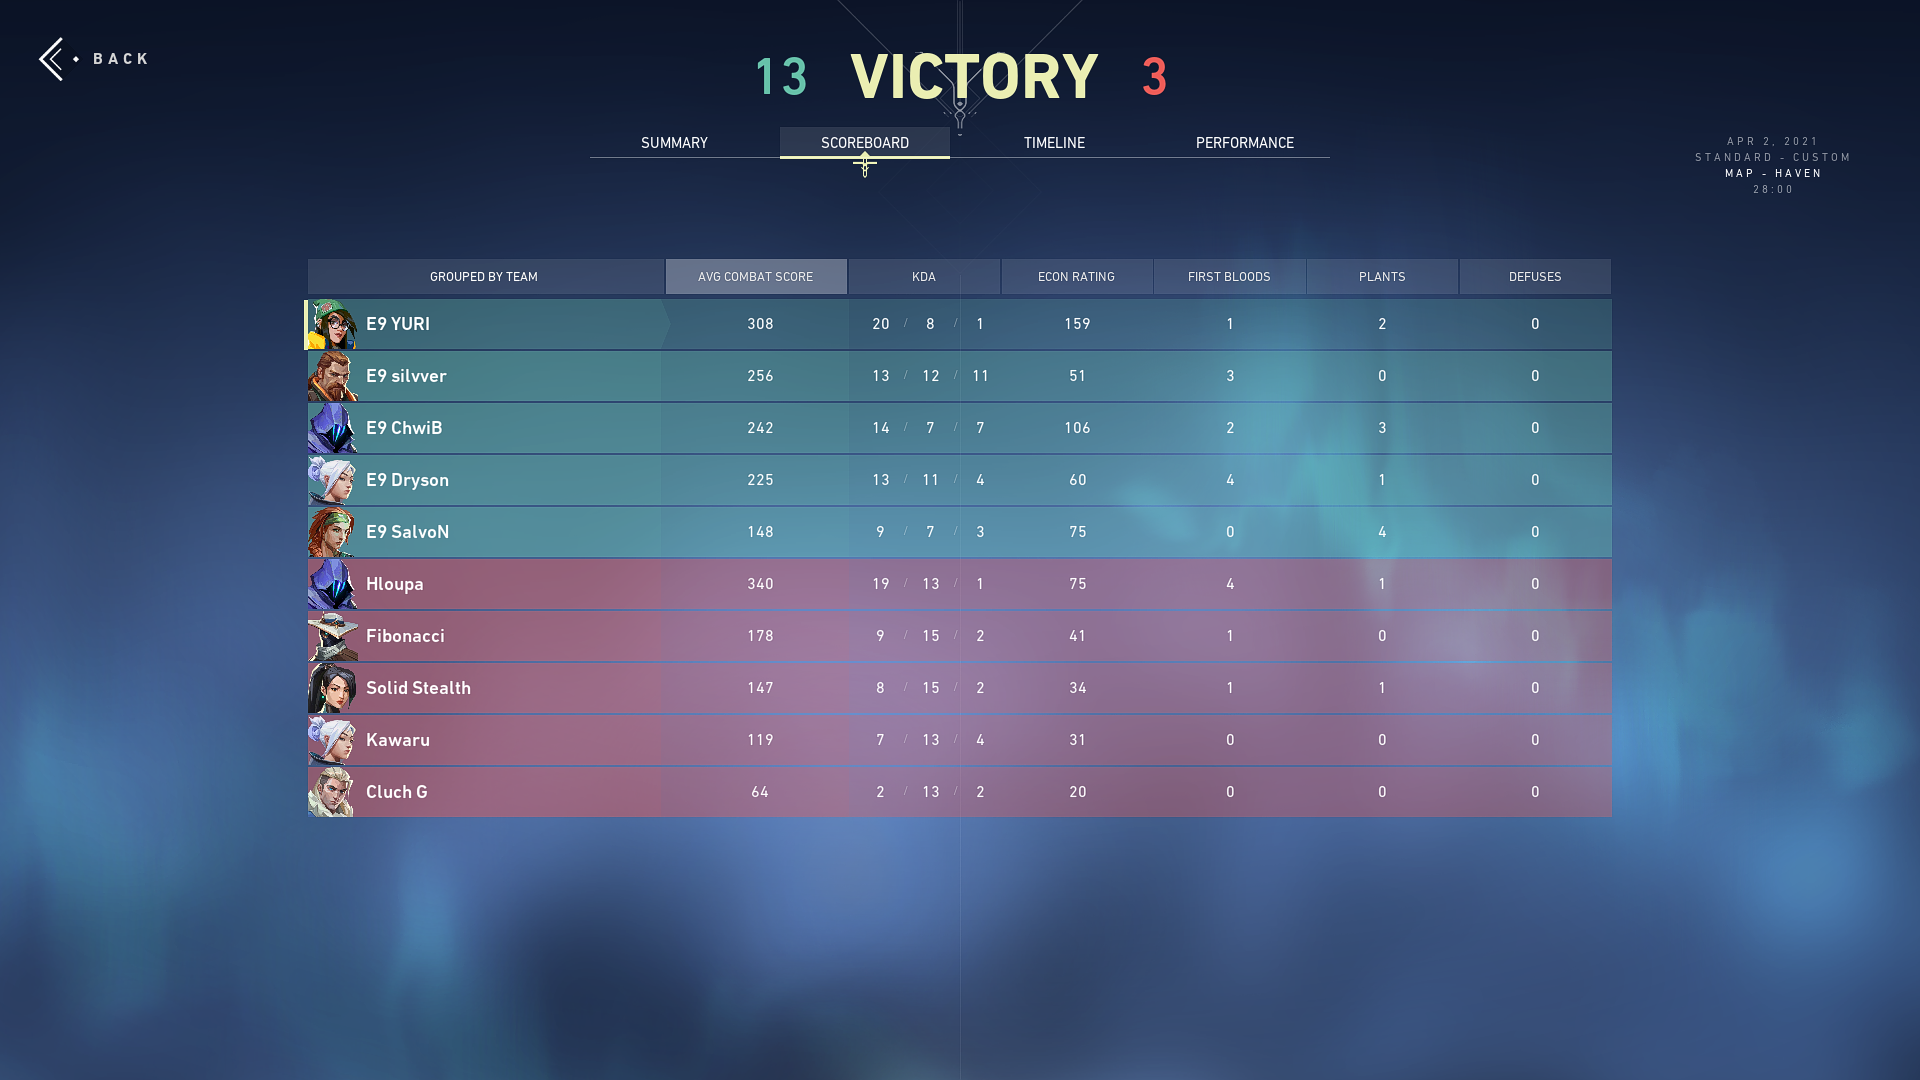 BACK
13 VICTORY 3
SUMMARY SCOREBOARD TIMELINE PERFORMANCE
APR 2, 2021
STANDARD - CUSTOM
MAP - HAVEN
28:00
GROUPED BY TEAM AVG COMBAT SCORE KDA ECON RATING FIRST BLOODS PLANTS DEFUSES
E9 YURI 308 20 / 8 / 1 159 1 2 0
E9 silvver 256 13 / 12 / 11 51 3 0 0
E9 ChwiB 242 14 / 7 / 7 106 2 3 0
E9 Dryson 225 13 / 11 / 4 60 4 1 0
E9 SalvoN 148 9 / 7 / 3 75 0 4 0
Hloupa 340 19 / 13 / 1 75 4 1 0
Fibonacci 178 9 / 15 / 2 41 1 0 0
Solid Stealth 147 8 / 15 / 2 34 1 1 0
Kawaru 119 7 / 13 / 4 31 0 0 0
Cluch G 64 2 / 13 / 2 20 0 0 0